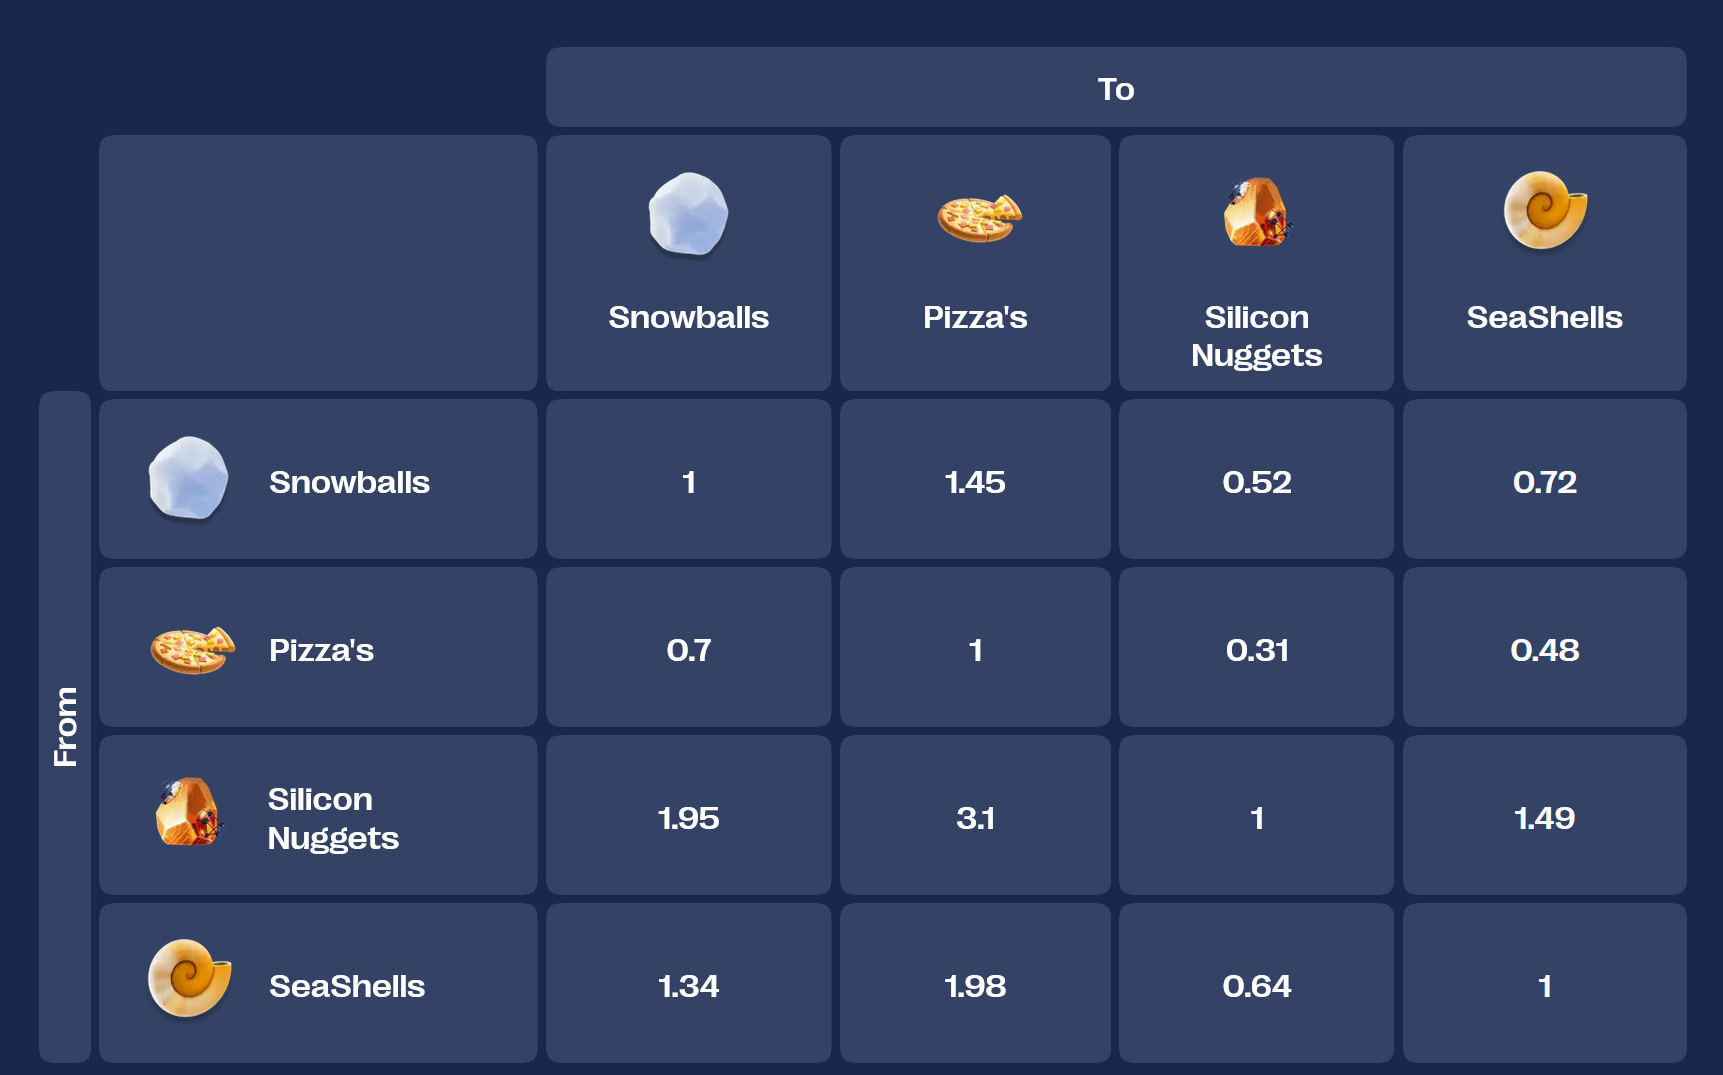 To
Snowballs
Pizza's
Silicon
Nuggets
SeaShells
From
Snowballs
1
1.45
0.52
0.72
Pizza's
0.7
1
0.31
0.48
Silicon
Nuggets
1.95
3.1
1
1.49
SeaShells
1.34
1.98
0.64
1